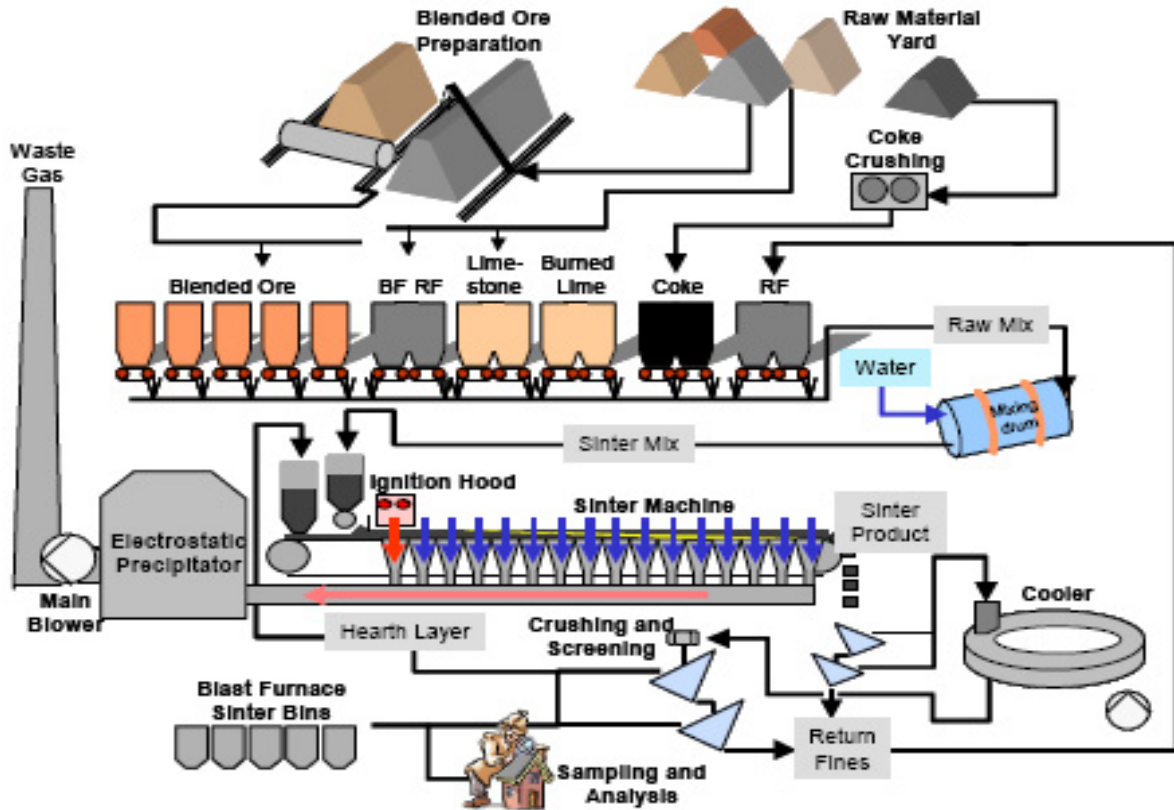 Blended Ore
Preparation
Raw Material
Yard
Waste
Gas
Coke
Crushing
Blended Ore
BF RF
Lime-
stone
Burned
Lime
Coke
RF
Raw Mix
Water
Mixing
drum
Sinter Mix
Ignition Hood
Sinter Machine
Sinter
Product
Electrostatic
Precipitator
Main
Blower
Cooler
Hearth Layer
Crushing and
Screening
Blast Furnace
Sinter Bins
Return
Fines
Sampling and
Analysis